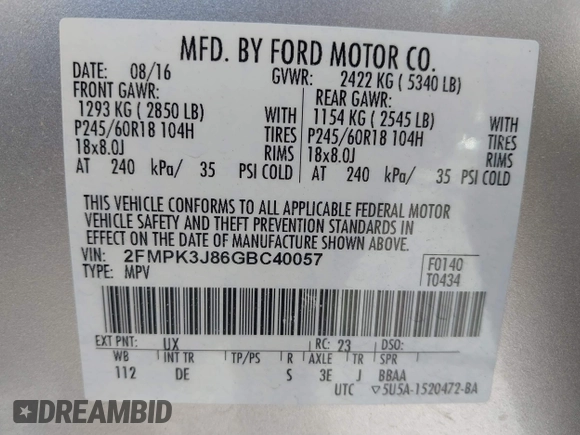 MFD. BY FORD MOTOR CO.
DATE: 08/16 GVWR: 2422 KG ( 5340 LB)
FRONT GAWR: REAR GAWR:
1293 KG ( 2850 LB) WITH 1154 KG ( 2545 LB) WITH
P245/60R18 104H TIRES P245/60R18 104H TIRES
18x8.0J RIMS 18x8.0J RIMS
AT 240 kPa/ 35 PSI COLD AT 240 kPa/ 35 PSI COLD
THIS VEHICLE CONFORMS TO ALL APPLICABLE FEDERAL MOTOR
VEHICLE SAFETY AND THEFT PREVENTION STANDARDS IN
EFFECT ON THE DATE OF MANUFACTURE SHOWN ABOVE.
VIN: 2FMPK3J86GBC40057 F0140
TYPE: MPV T0434
EXT PNT: UX RC: 23 DSO:
WB INT TR TP/PS R AXLE TR SPR
112 DE S 3E J BBAA
UTC ▽5U5A-1520472-BA
DREAMBID